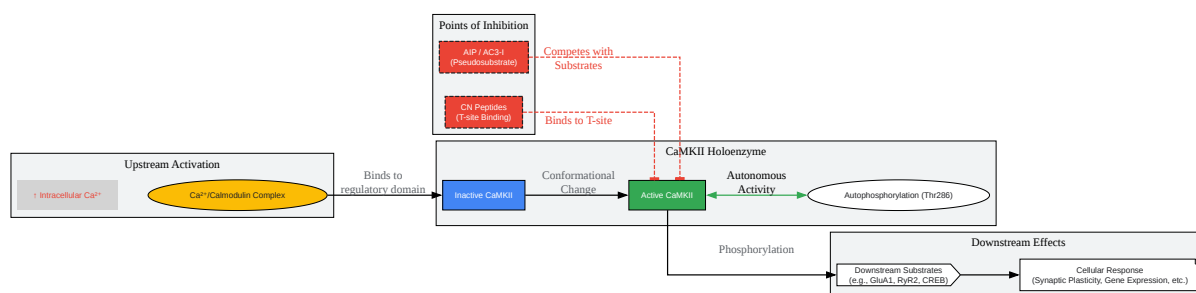 Points of Inhibition
AIP / AC3-I
(Pseudosubstrate)
Competes with
Substrates
CN Peptides
(T-site Binding)
Binds to T-site
Upstream Activation
↑ Intracellular Ca²⁺
Ca²⁺/Calmodulin Complex
Binds to
regulatory domain
CaMKII Holoenzyme
Inactive CaMKII
Conformational
Change
Active CaMKII
Autonomous
Activity
Autophosphorylation (Thr286)
Phosphorylation
Downstream Effects
Downstream Substrates
(e.g., GluA1, RyR2, CREB)
Cellular Response
(Synaptic Plasticity, Gene Expression, etc.)